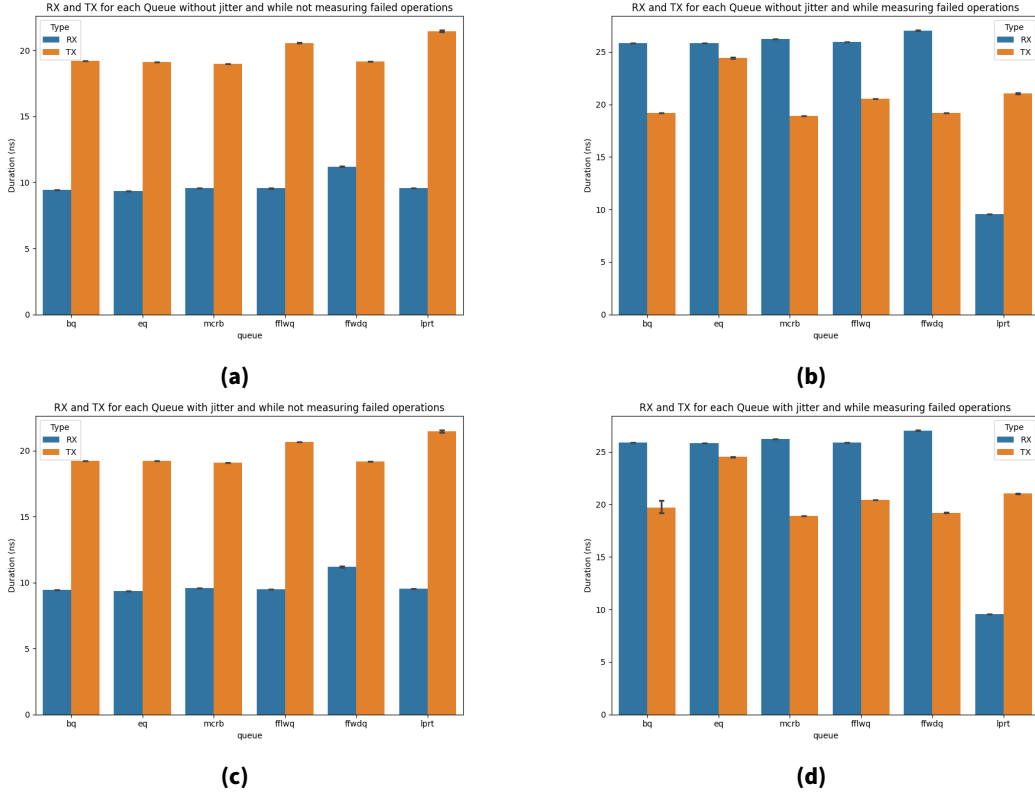 RX and TX for each Queue without jitter and while not measuring failed operations
Type
RX
TX
20
15
10
5
0
Duration (ns)
bq eq mcrb fflwq ffwdq lprt
queue
(a)
RX and TX for each Queue without jitter and while measuring failed operations
Type
RX
TX
25
20
15
10
5
0
Duration (ns)
bq eq mcrb fflwq ffwdq lprt
queue
(b)
RX and TX for each Queue with jitter and while not measuring failed operations
Type
RX
TX
20
15
10
5
0
Duration (ns)
bq eq mcrb fflwq ffwdq lprt
queue
(c)
RX and TX for each Queue with jitter and while measuring failed operations
Type
RX
TX
25
20
15
10
5
0
Duration (ns)
bq eq mcrb fflwq ffwdq lprt
queue
(d)